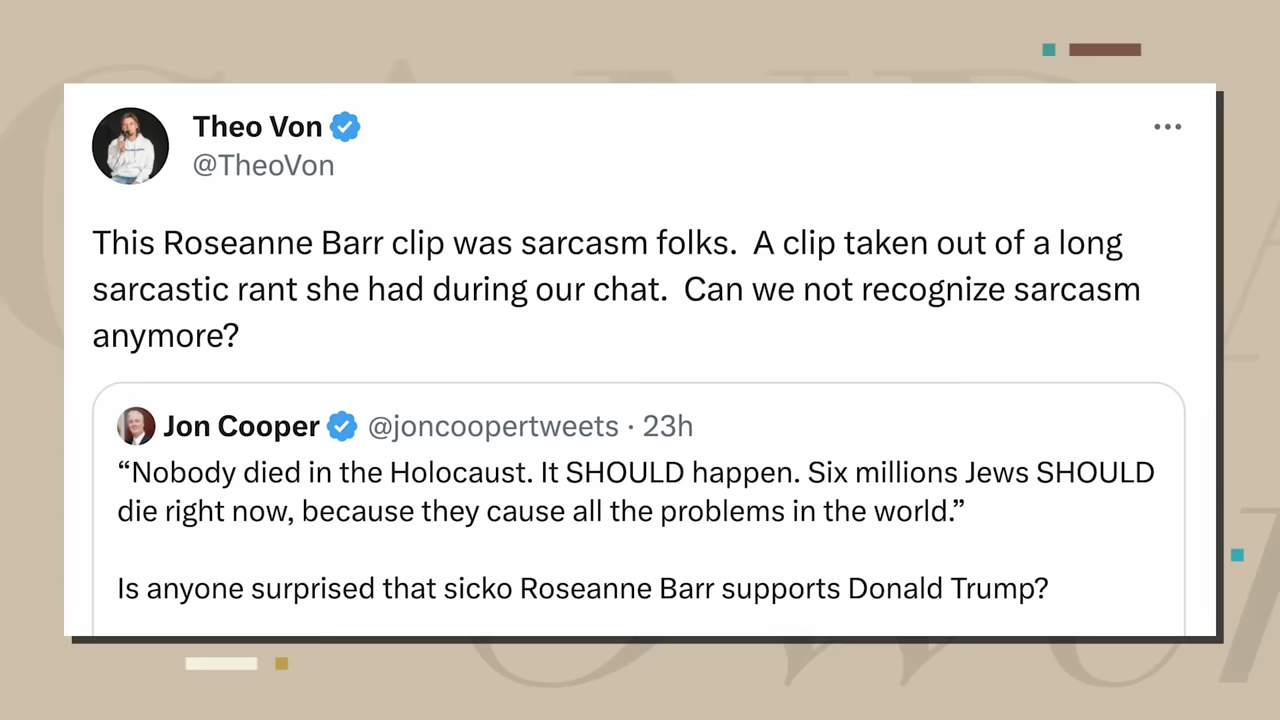 Theo Von
@TheoVon
This Roseanne Barr clip was sarcasm folks.  A clip taken out of a long
sarcastic rant she had during our chat.  Can we not recognize sarcasm
anymore?
Jon Cooper @joncoopertweets · 23h
“Nobody died in the Holocaust. It SHOULD happen. Six millions Jews SHOULD
die right now, because they cause all the problems in the world.”
Is anyone surprised that sicko Roseanne Barr supports Donald Trump?